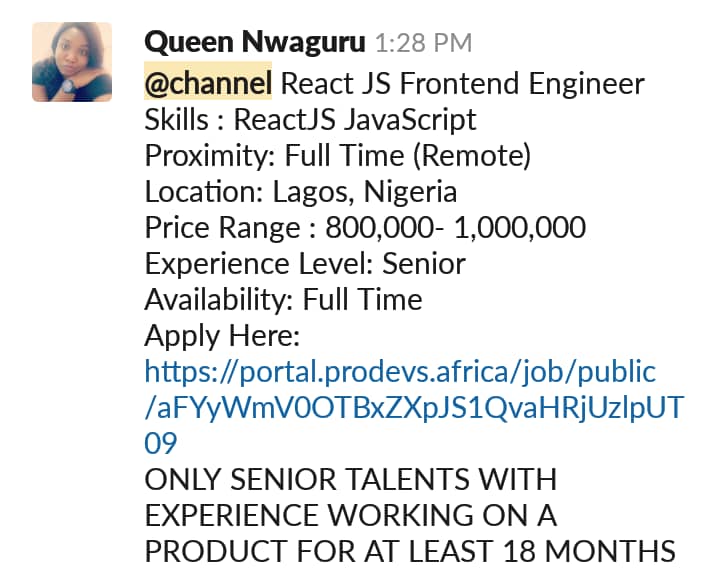 Queen Nwaguru 1:28 PM
@channel React JS Frontend Engineer
Skills : ReactJS JavaScript
Proximity: Full Time (Remote)
Location: Lagos, Nigeria
Price Range : 800,000- 1,000,000
Experience Level: Senior
Availability: Full Time
Apply Here:
https://portal.prodevs.africa/job/public
/aFYyWmV0OTBxZXpJS1QvaHRjUzlpUT
09
ONLY SENIOR TALENTS WITH
EXPERIENCE WORKING ON A
PRODUCT FOR AT LEAST 18 MONTHS